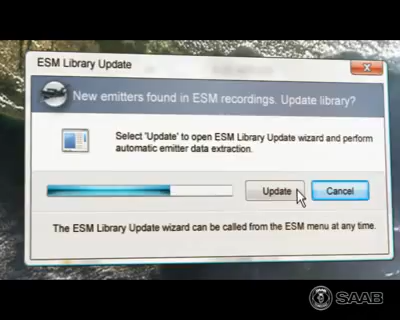 ESM Library Update
New emitters found in ESM recordings. Update library?
Select 'Update' to open ESM Library Update wizard and perform
automatic emitter data extraction.
Update
Cancel
The ESM Library Update wizard can be called from the ESM menu at any time.
SAAB